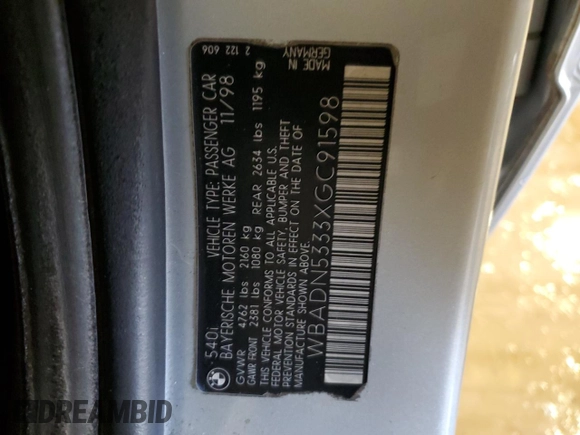 2 122 606
MADE IN
GERMANY
540i VEHICLE TYPE: PASSENGER CAR
BAYERISCHE MOTOREN WERKE AG 11/98
GVWR 4762 lbs 2160 kg
GAWR FRONT 2381 lbs 1080 kg REAR 2634 lbs 1195 kg
THIS VEHICLE CONFORMS TO ALL APPLICABLE U.S.
FEDERAL MOTOR VEHICLE SAFETY, BUMPER AND THEFT
PREVENTION STANDARDS IN EFFECT ON THE DATE OF
MANUFACTURE SHOWN ABOVE.
WBADN5333XGC91598
IDREAMBID